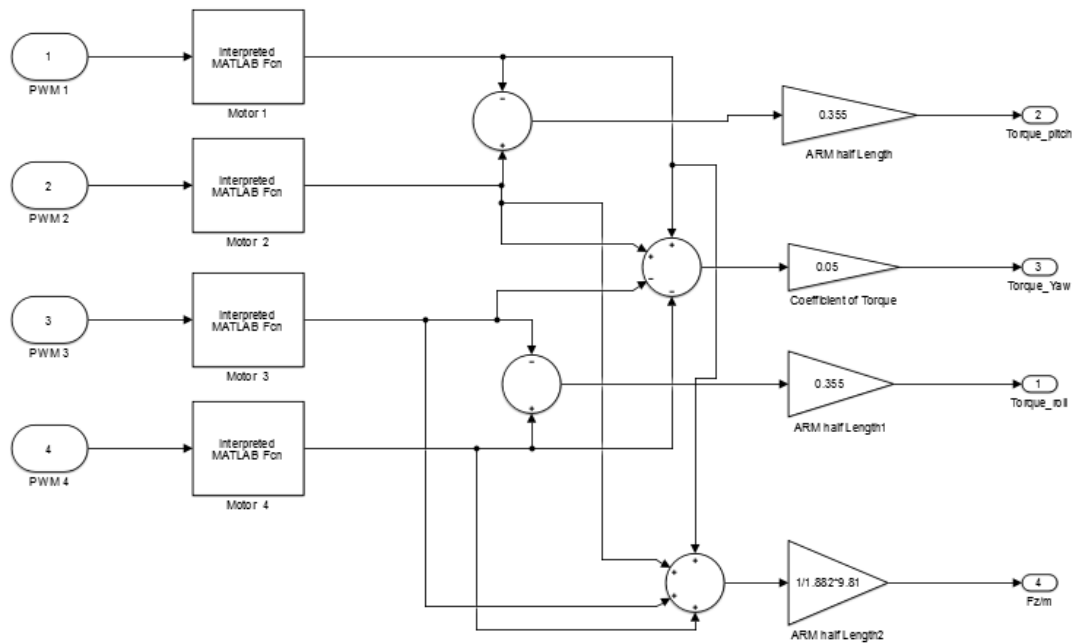 1
PWM 1
Interpreted
MATLAB Fcn
Motor 1
−
+
0.355
ARM half Length
2
Torque_pitch
2
PWM 2
Interpreted
MATLAB Fcn
Motor 2
+
+
−
−
0.05
Coefficient of Torque
3
Torque_Yaw
3
PWM 3
Interpreted
MATLAB Fcn
Motor 3
−
+
0.355
ARM half Length1
1
Torque_roll
4
PWM 4
Interpreted
MATLAB Fcn
Motor 4
+
+
+
+
1/1.882*9.81
ARM half Length2
4
Fz/m